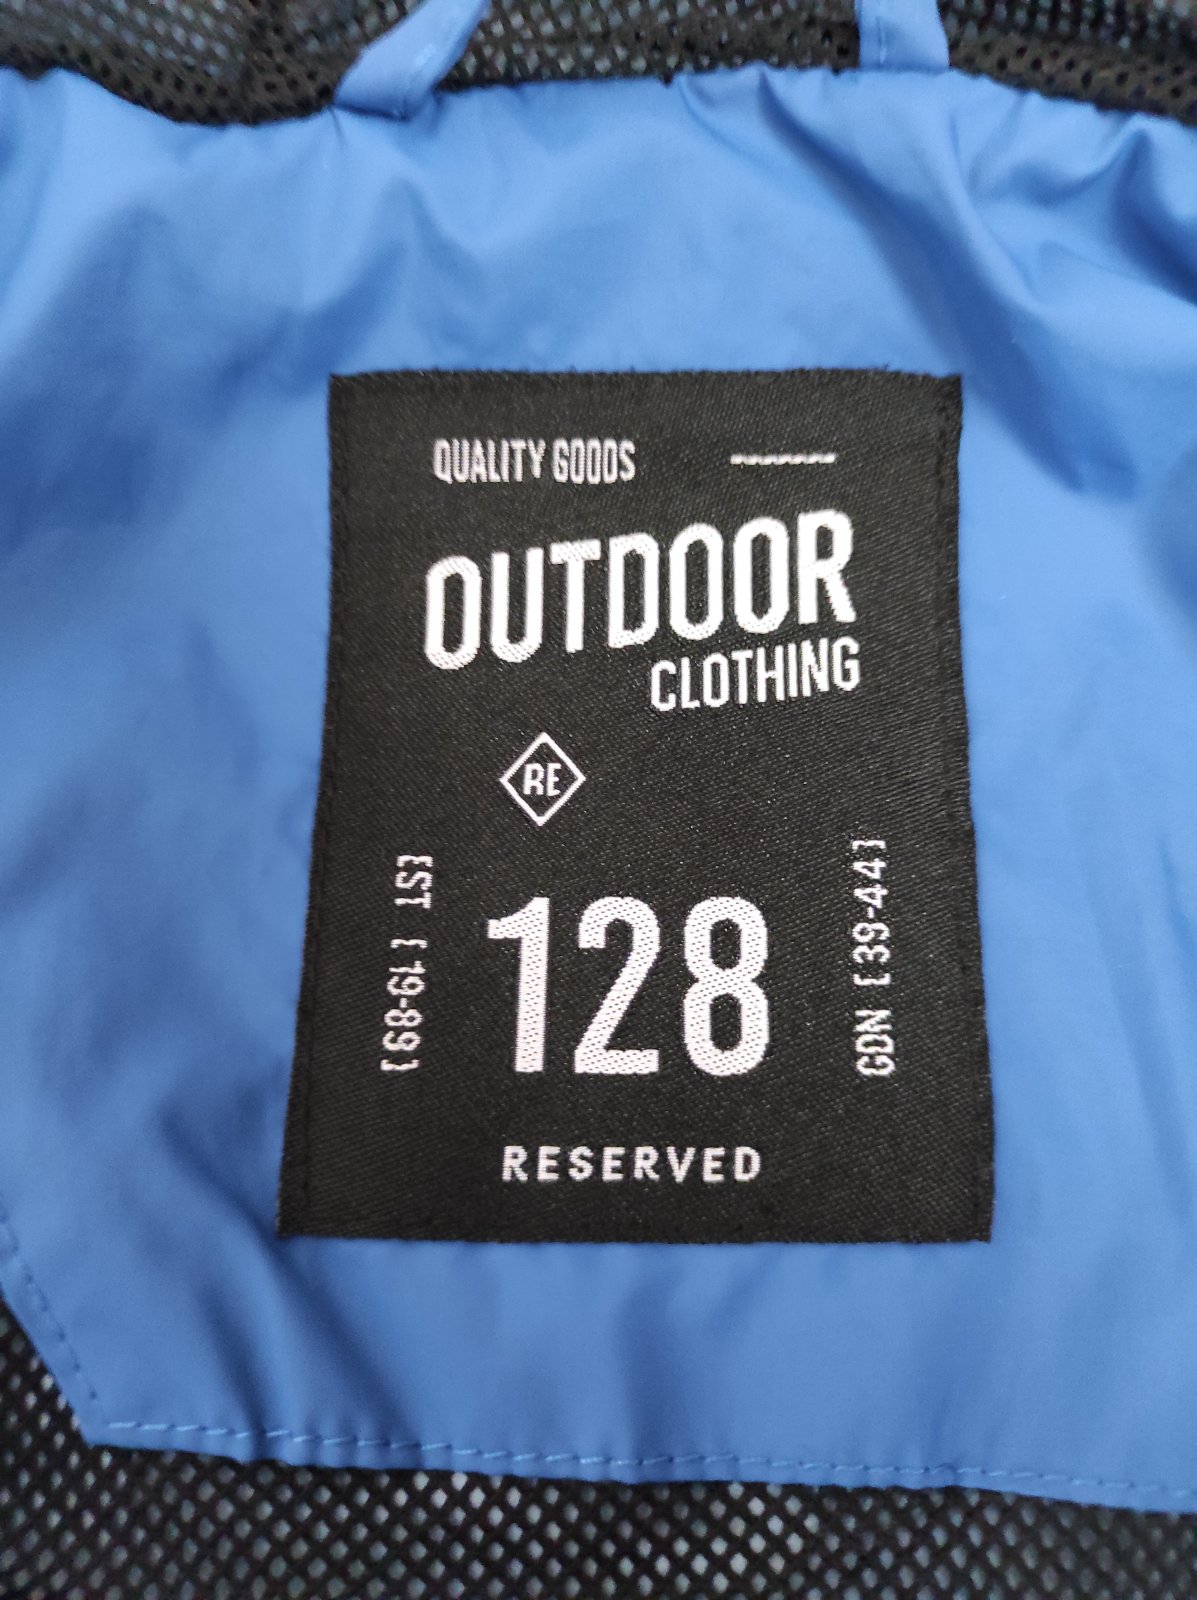 QUALITY GOODS
OUTDOOR
CLOTHING
RE
EST [ 19-89 ]
128
GDN [ 39-44 ]
RESERVED